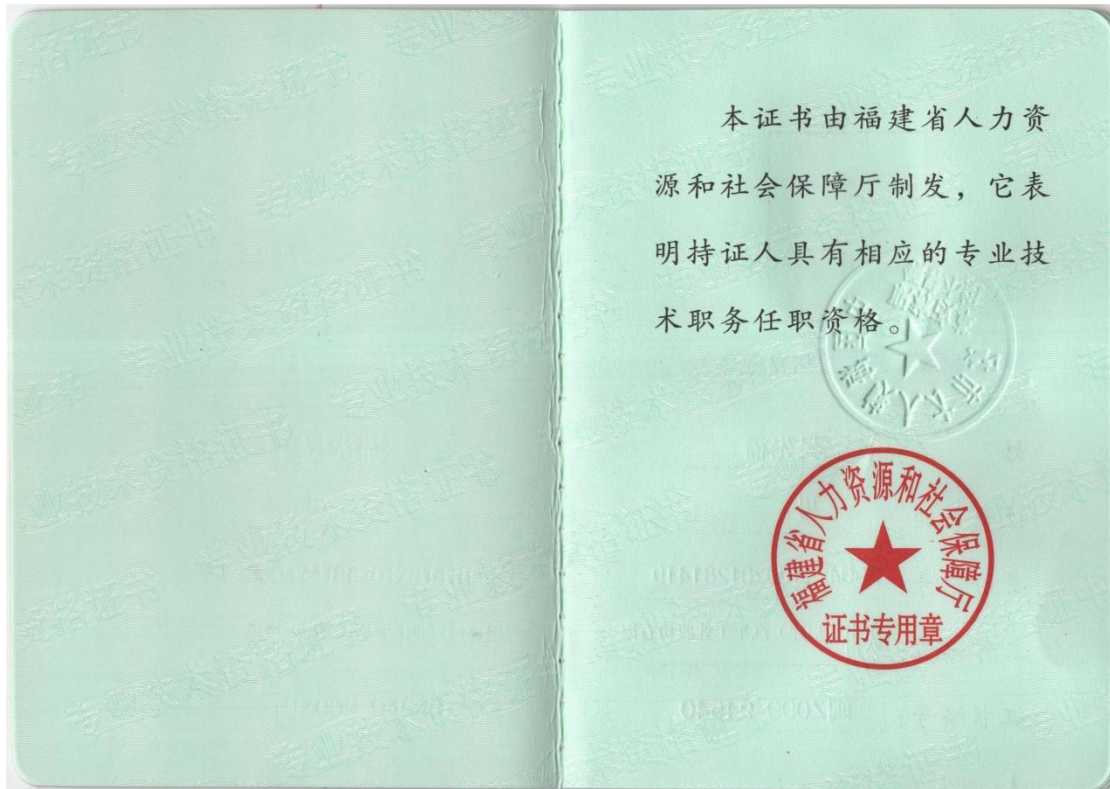 本证书由福建省人力资
源和社会保障厅制发，它表
明持证人具有相应的专业技
术职务任职资格。
福建省人力资源和社会保障厅
证书专用章